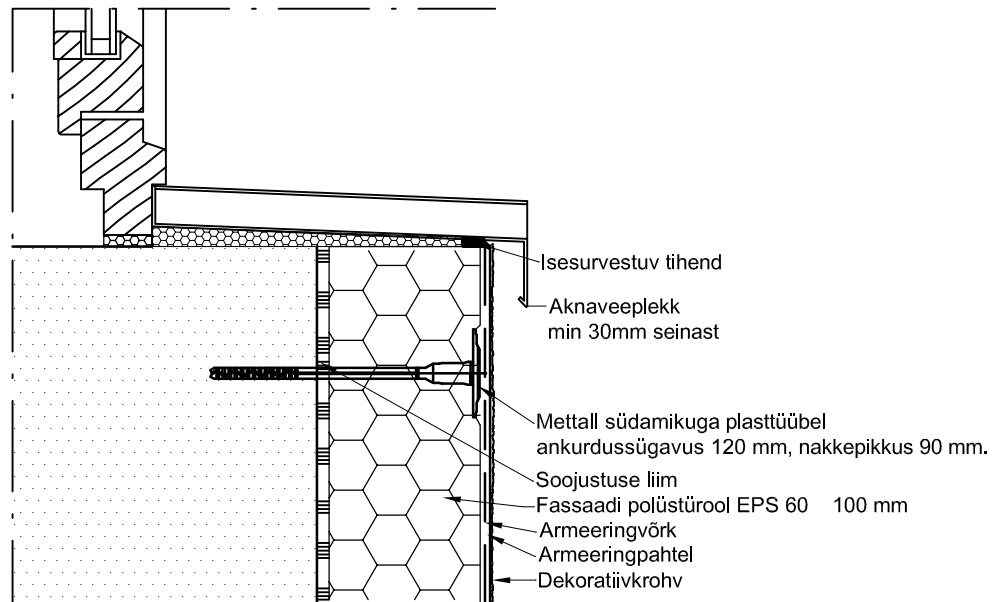 Isesurvestuv tihend
Aknaveeplekk
min 30mm seinast
Mettall südamikuga plasttüübel
ankurdussügavus 120 mm, nakkepikkus 90 mm.
Soojustuse liim
Fassaadi polüstürool EPS 60 100 mm
Armeeringvõrk
Armeeringpahtel
Dekoratiivkrohv